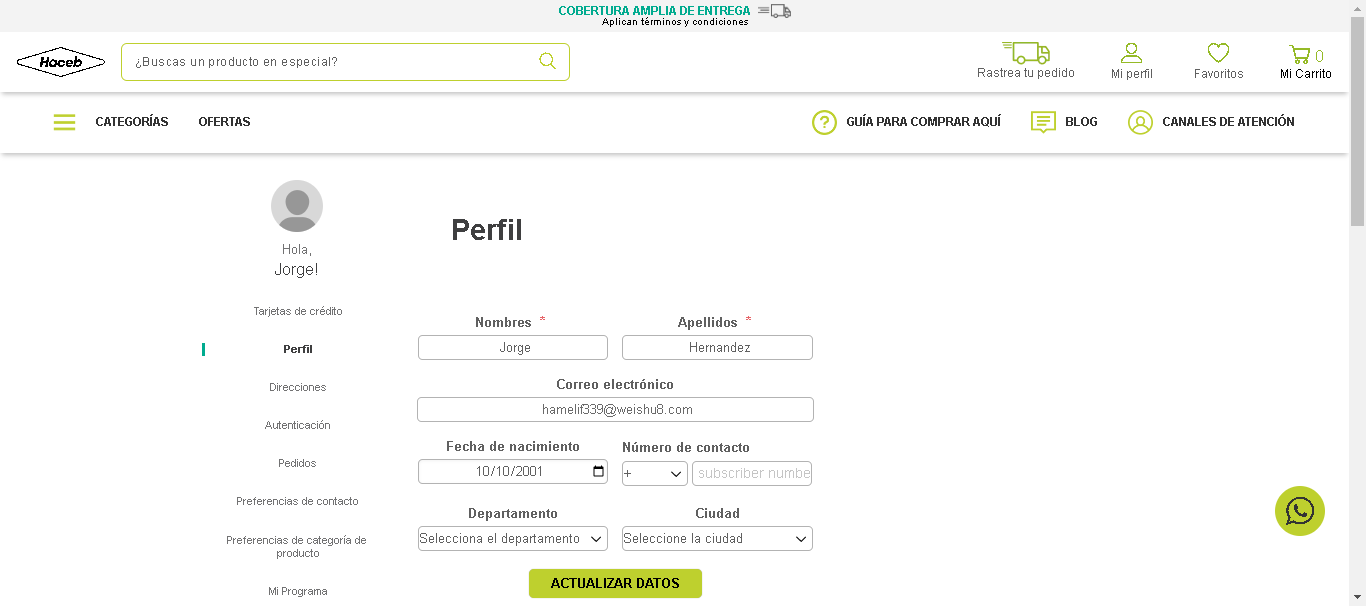 COBERTURA AMPLIA DE ENTREGA
Aplican términos y condiciones
Haceb
¿Buscas un producto en especial?
Rastrea tu pedido
Mi perfil
Favoritos
0
Mi Carrito
CATEGORÍAS
OFERTAS
GUÍA PARA COMPRAR AQUÍ
BLOG
CANALES DE ATENCIÓN
Hola,
Jorge!
Tarjetas de crédito
Perfil
Direcciones
Autenticación
Pedidos
Preferencias de contacto
Preferencias de categoría de
producto
Mi Programa
Perfil
Nombres *
Apellidos *
Jorge
Hernandez
Correo electrónico
hamelif339@weishu8.com
Fecha de nacimiento
Número de contacto
10/10/2001
+
subscriber numbe
Departamento
Ciudad
Selecciona el departamento
Seleccione la ciudad
ACTUALIZAR DATOS